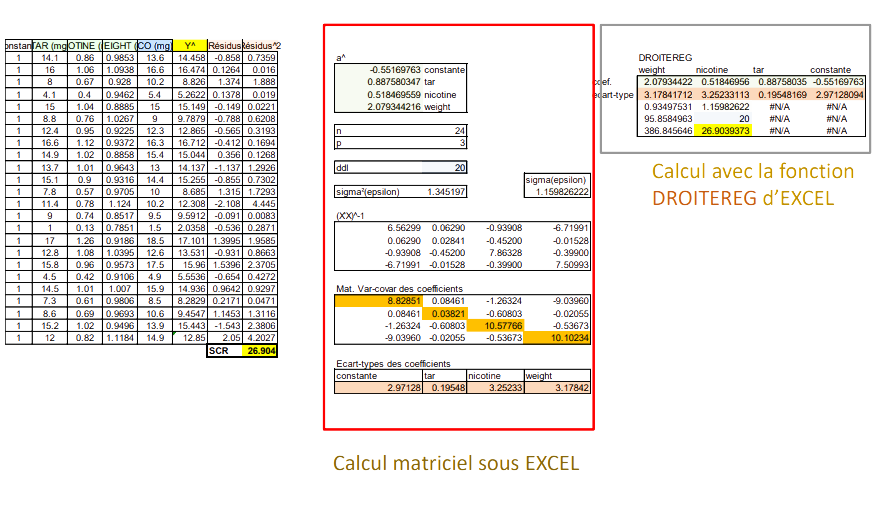 onstan TAR (mg OTINE ( EIGHT ( CO (mg) Y^ Résidus ésidus^2
1 14.1 0.86 0.9853 13.6 14.458 -0.858 0.7359
1 16 1.06 1.0938 16.6 16.474 0.1264 0.016
1 8 0.67 0.928 10.2 8.826 1.374 1.888
1 4.1 0.4 0.9462 5.4 5.2622 0.1378 0.019
1 15 1.04 0.8885 15 15.149 -0.149 0.0221
1 8.8 0.76 1.0267 9 9.7879 -0.788 0.6208
1 12.4 0.95 0.9225 12.3 12.865 -0.565 0.3193
1 16.6 1.12 0.9372 16.3 16.712 -0.412 0.1694
1 14.9 1.02 0.8858 15.4 15.044 0.356 0.1268
1 13.7 1.01 0.9643 13 14.137 -1.137 1.2926
1 15.1 0.9 0.9316 14.4 15.255 -0.855 0.7302
1 7.8 0.57 0.9705 10 8.685 1.315 1.7293
1 11.4 0.78 1.124 10.2 12.308 -2.108 4.445
1 9 0.74 0.8517 9.5 9.5912 -0.091 0.0083
1 1 0.13 0.7851 1.5 2.0358 -0.536 0.2871
1 17 1.26 0.9186 18.5 17.101 1.3995 1.9585
1 12.8 1.08 1.0395 12.6 13.531 -0.931 0.8663
1 15.8 0.96 0.9573 17.5 15.96 1.5396 2.3705
1 4.5 0.42 0.9106 4.9 5.5536 -0.654 0.4272
1 14.5 1.01 1.007 15.9 14.936 0.9642 0.9297
1 7.3 0.61 0.9806 8.5 8.2829 0.2171 0.0471
1 8.6 0.69 0.9693 10.6 9.4547 1.1453 1.3116
1 15.2 1.02 0.9496 13.9 15.443 -1.543 2.3806
1 12 0.82 1.1184 14.9 12.85 2.05 4.2027
SCR 26.904
a^
-0.55169763 constante
0.887580347 tar
0.518469559 nicotine
2.079344216 weight
n 24
p 3
ddl 20
sigma(epsilon)
sigma²(epsilon) 1.345197 1.159826222
(X'X)^-1
6.56299 0.06290 -0.93908 -6.71991
0.06290 0.02841 -0.45200 -0.01528
-0.93908 -0.45200 7.86328 -0.39900
-6.71991 -0.01528 -0.39900 7.50993
Mat. Var-covar des coefficients
8.82851 0.08461 -1.26324 -9.03960
0.08461 0.03821 -0.60803 -0.02055
-1.26324 -0.60803 10.57766 -0.53673
-9.03960 -0.02055 -0.53673 10.10234
Ecart-types des coefficients
constante tar nicotine weight
2.97128 0.19548 3.25233 3.17842
Calcul matriciel sous EXCEL
DROITEREG
weight nicotine tar constante
coef. 2.07934422 0.51846956 0.88758035 -0.55169763
ecart-type 3.17841712 3.25233113 0.19548169 2.97128094
0.93497531 1.15982622 #N/A #N/A
95.8584963 20 #N/A #N/A
386.845646 26.9039373 #N/A #N/A
Calcul avec la fonction
DROITEREG d’EXCEL